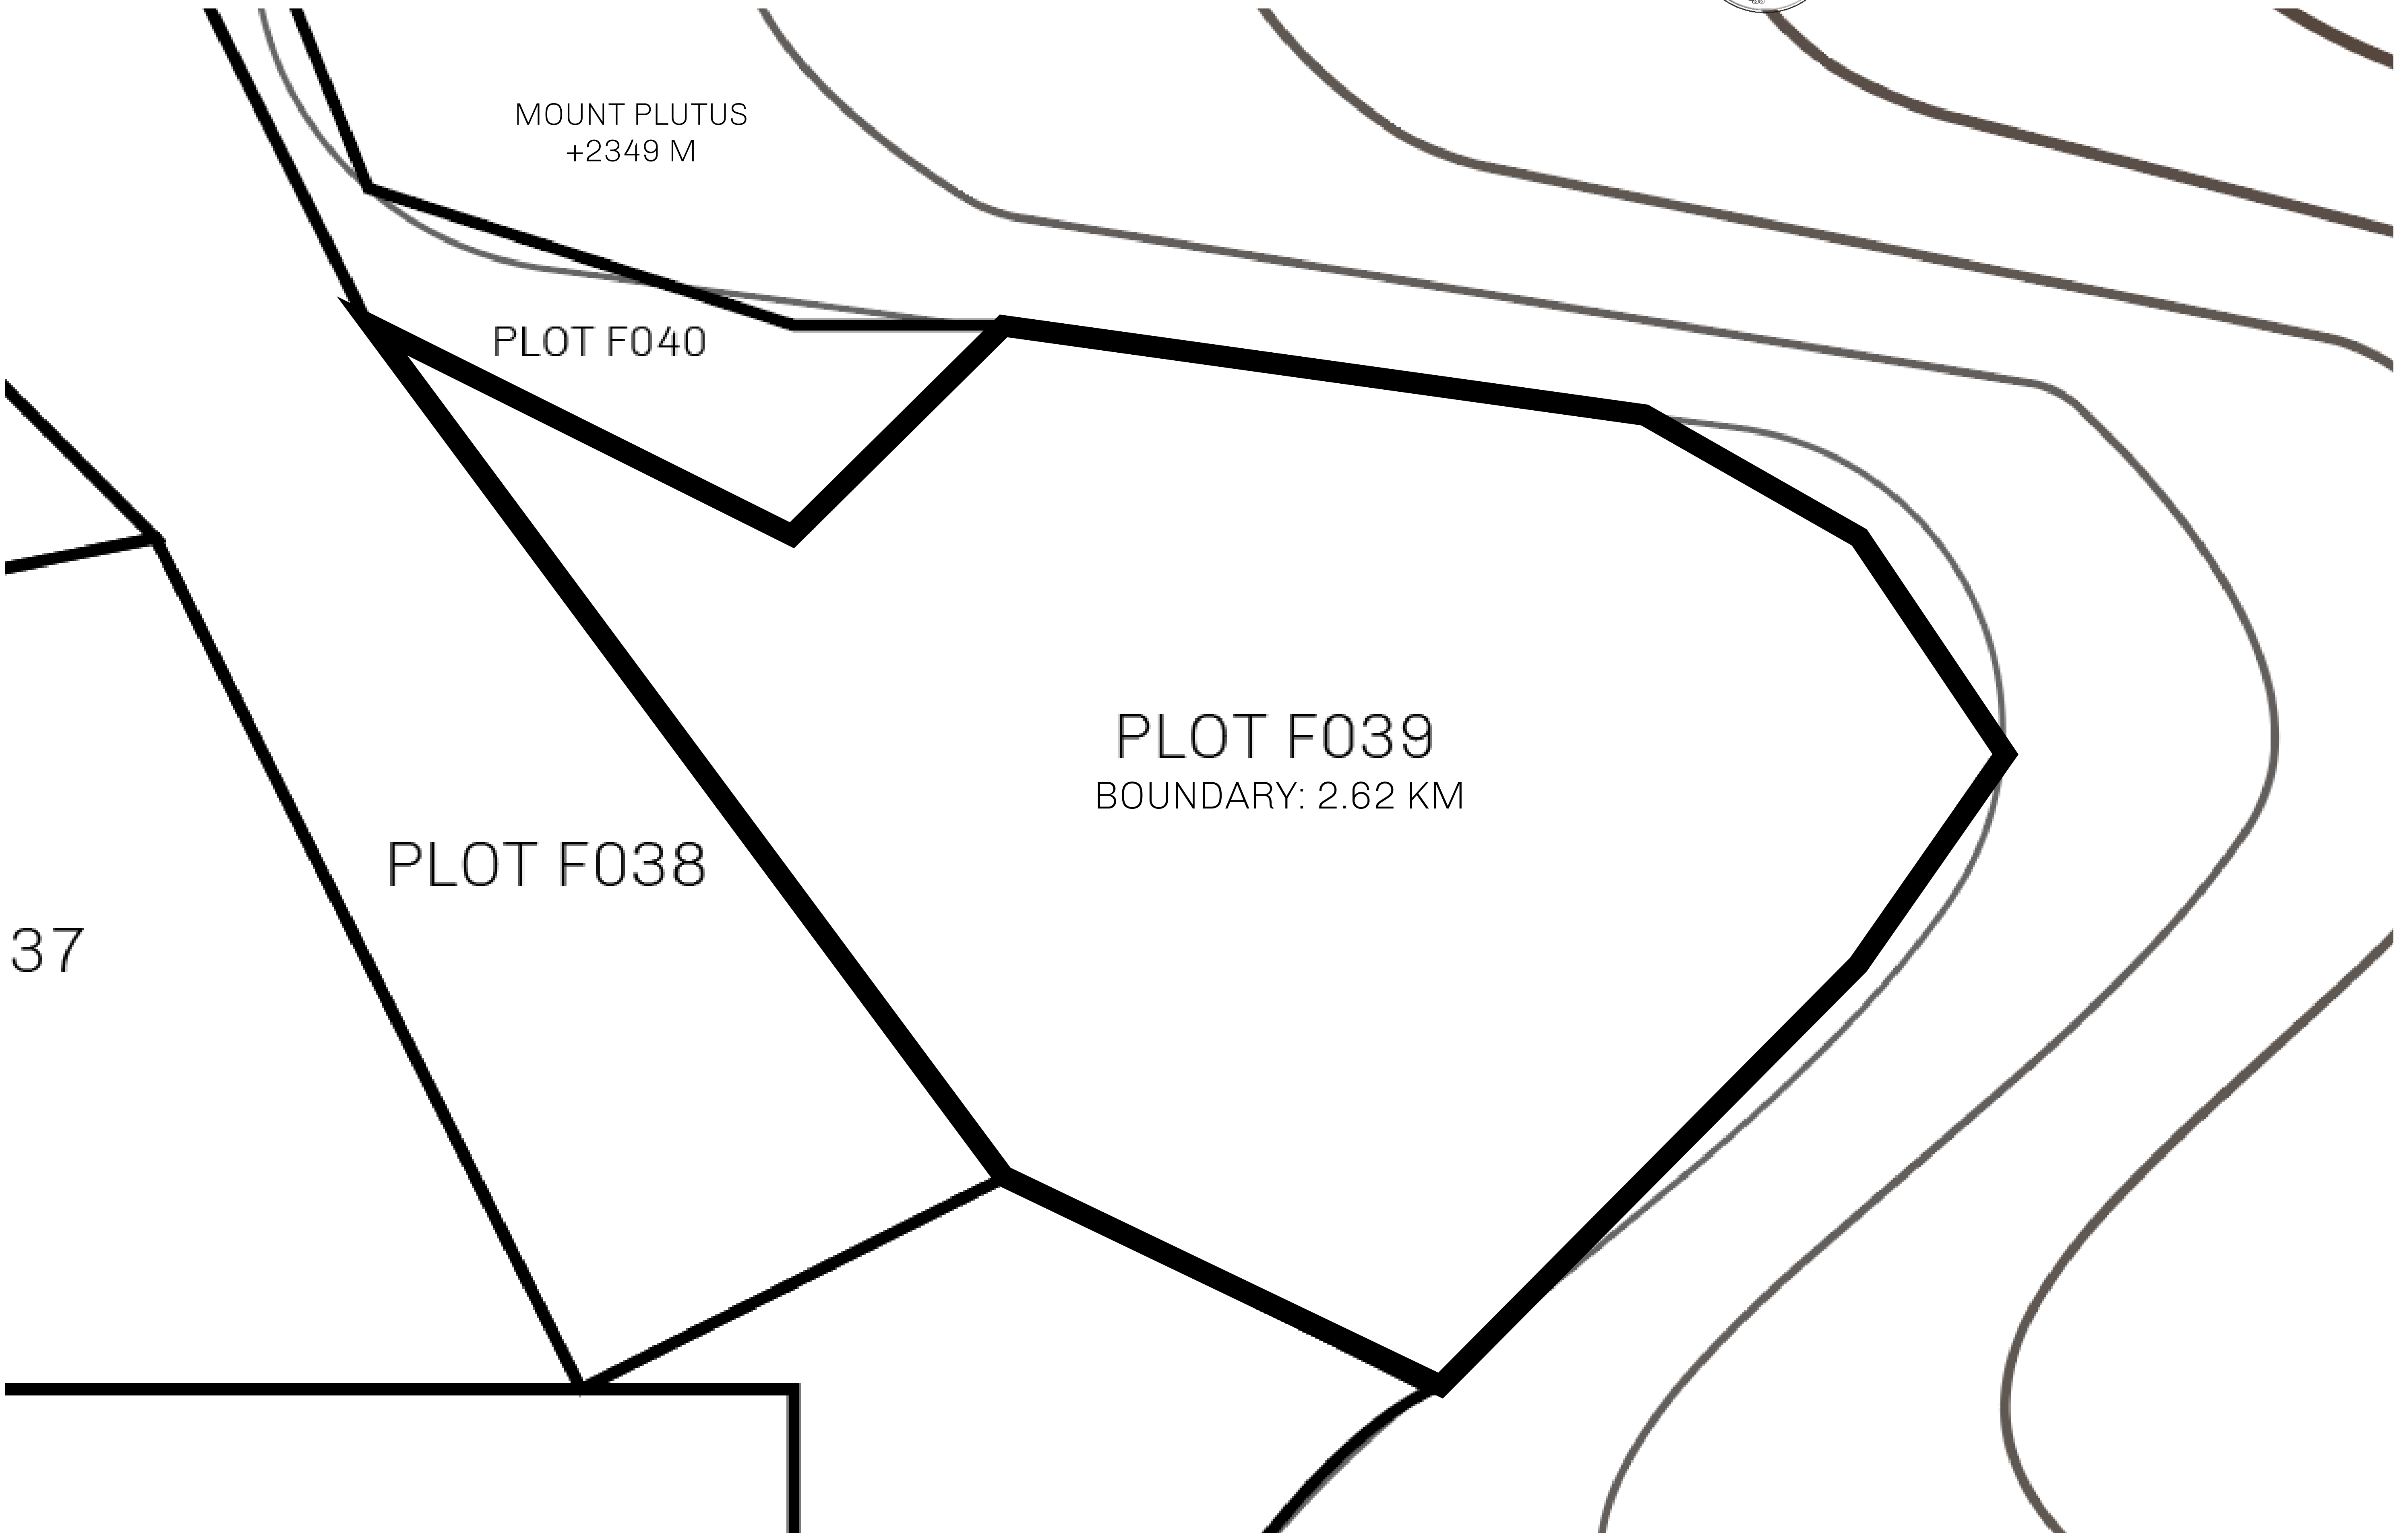 MOUNT PLUTUS
+2349 M
PLOT F040
PLOT F039
BOUNDARY: 2.62 KM
PLOT F038
37